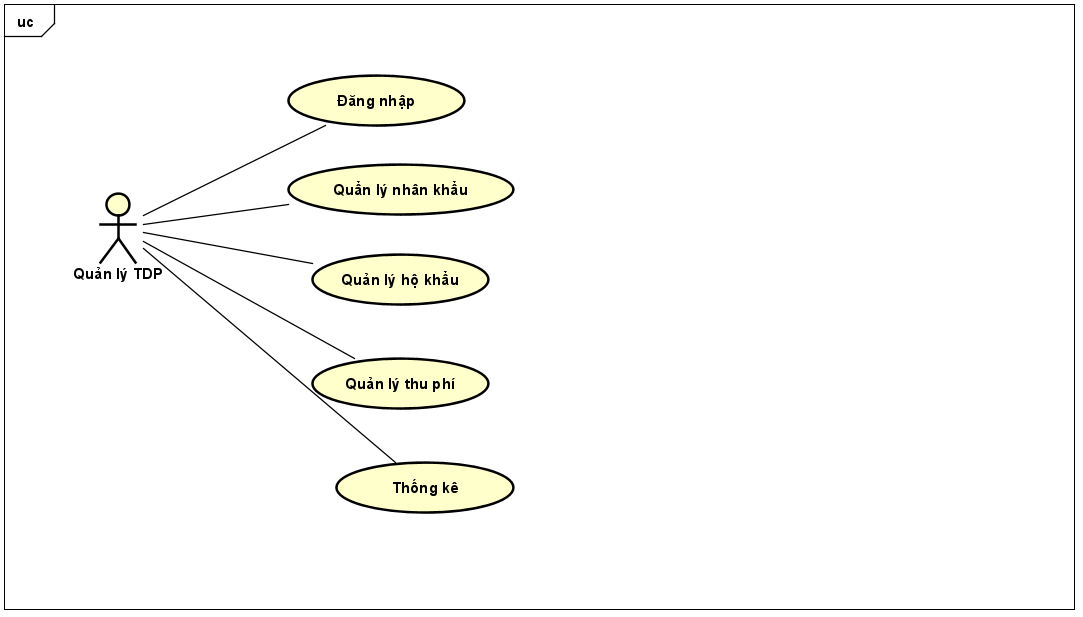 uc
Đăng nhập
Quản lý nhân khẩu
Quản lý TDP
Quản lý hộ khẩu
Quản lý thu phí
Thống kê